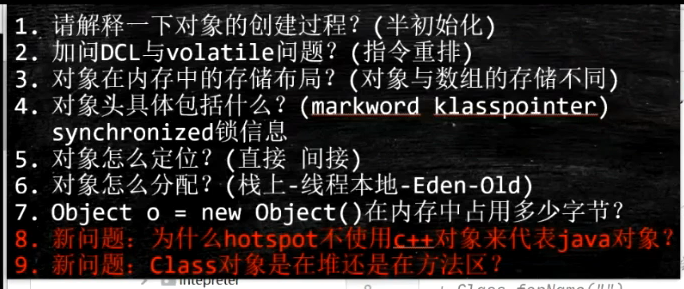 1. 请解释一下对象的创建过程？(半初始化)
2. 加问DCL与volatile问题？(指令重排)
3. 对象在内存中的存储布局？(对象与数组的存储不同)
4. 对象头具体包括什么？(markword klasspointer)
synchronized锁信息
5. 对象怎么定位？(直接 间接)
6. 对象怎么分配？(栈上-线程本地-Eden-Old)
7. Object o = new Object()在内存中占用多少字节？
8. 新问题：为什么hotspot不使用c++对象来代表java对象？
9. 新问题：Class对象是在堆还是在方法区？
intepreter
Class.forName("")